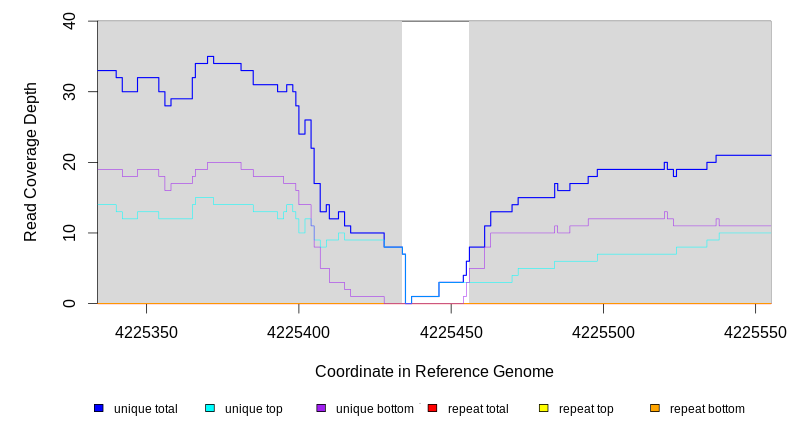 40
30
20
10
0
Read Coverage Depth
4225350 4225400 4225450 4225500 4225550
Coordinate in Reference Genome
unique total unique top unique bottom repeat total repeat top repeat bottom